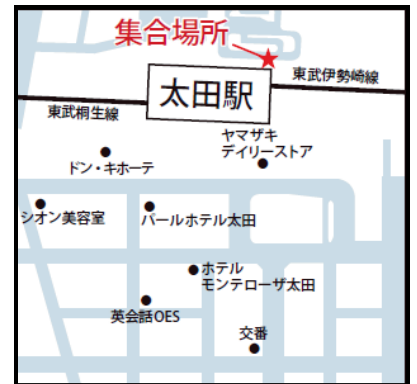 集合場所
太田駅
東武伊勢崎線
東武桐生線
ヤマザキ
デイリーストア
ドン・キホーテ
シオン美容室
パールホテル太田
ホテル
モンテローザ太田
英会話OES
交番